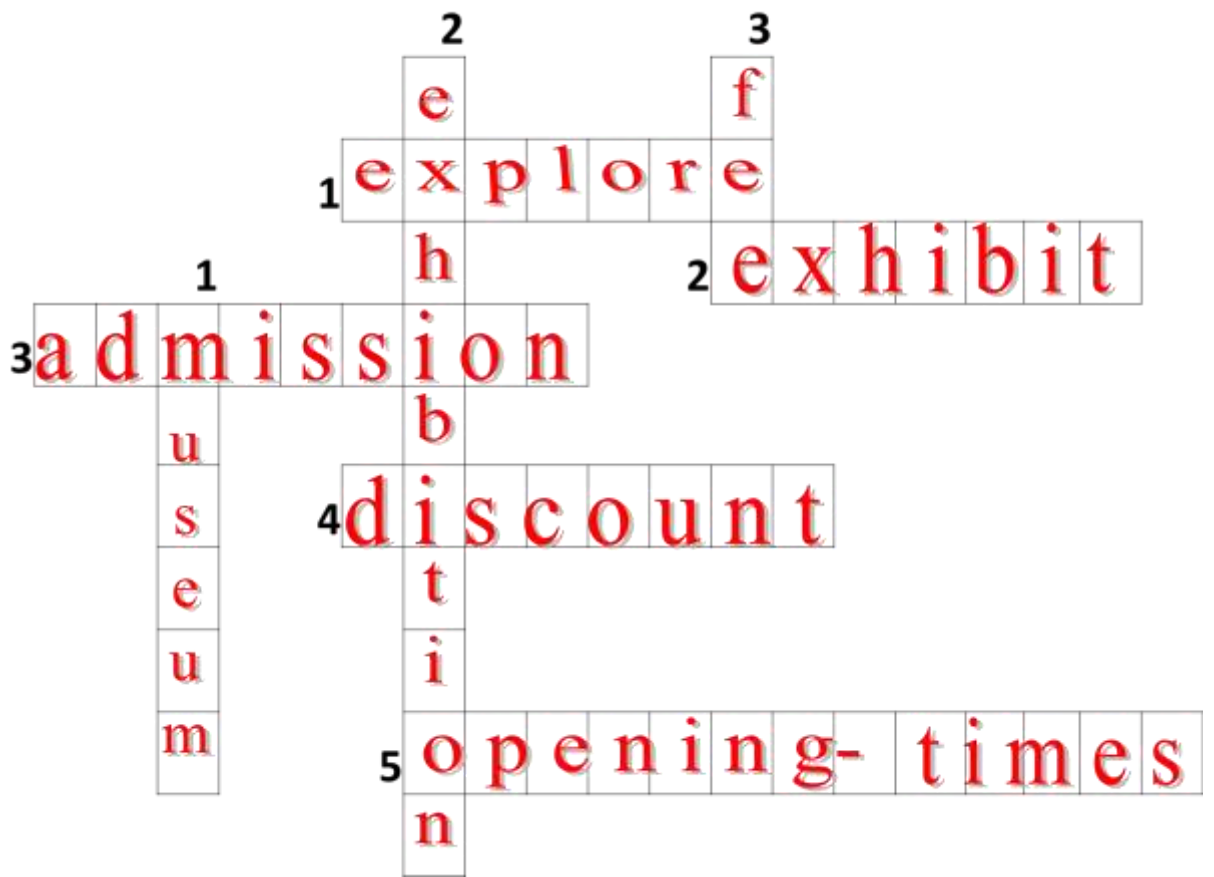 2 3
e f
1 explore
h 2 exhibit
1
3 admission
b
u
4 discount
s
t
e
i
u
5 opening- times
m
n